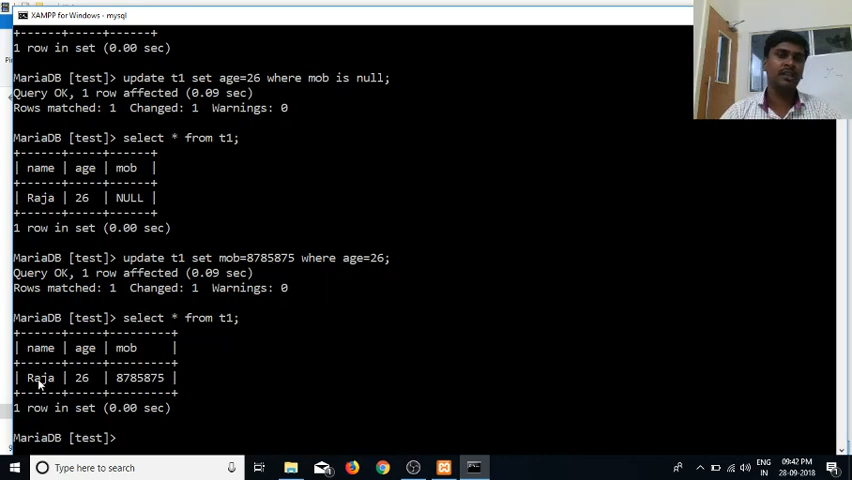 XAMPP for Windows - mysql
+------+-----+------+
1 row in set (0.00 sec)
MariaDB [test]> update t1 set age=26 where mob is null;
Query OK, 1 row affected (0.09 sec)
Rows matched: 1  Changed: 1  Warnings: 0
MariaDB [test]> select * from t1;
+------+-----+------+
| name | age | mob  |
+------+-----+------+
| Raja | 26  | NULL |
+------+-----+------+
1 row in set (0.00 sec)
MariaDB [test]> update t1 set mob=8785875 where age=26;
Query OK, 1 row affected (0.09 sec)
Rows matched: 1  Changed: 1  Warnings: 0
MariaDB [test]> select * from t1;
+------+-----+---------+
| name | age | mob     |
+------+-----+---------+
| Raja | 26  | 8785875 |
+------+-----+---------+
1 row in set (0.00 sec)
MariaDB [test]>
Type here to search
ENG
IN
09:42 PM
28-09-2018